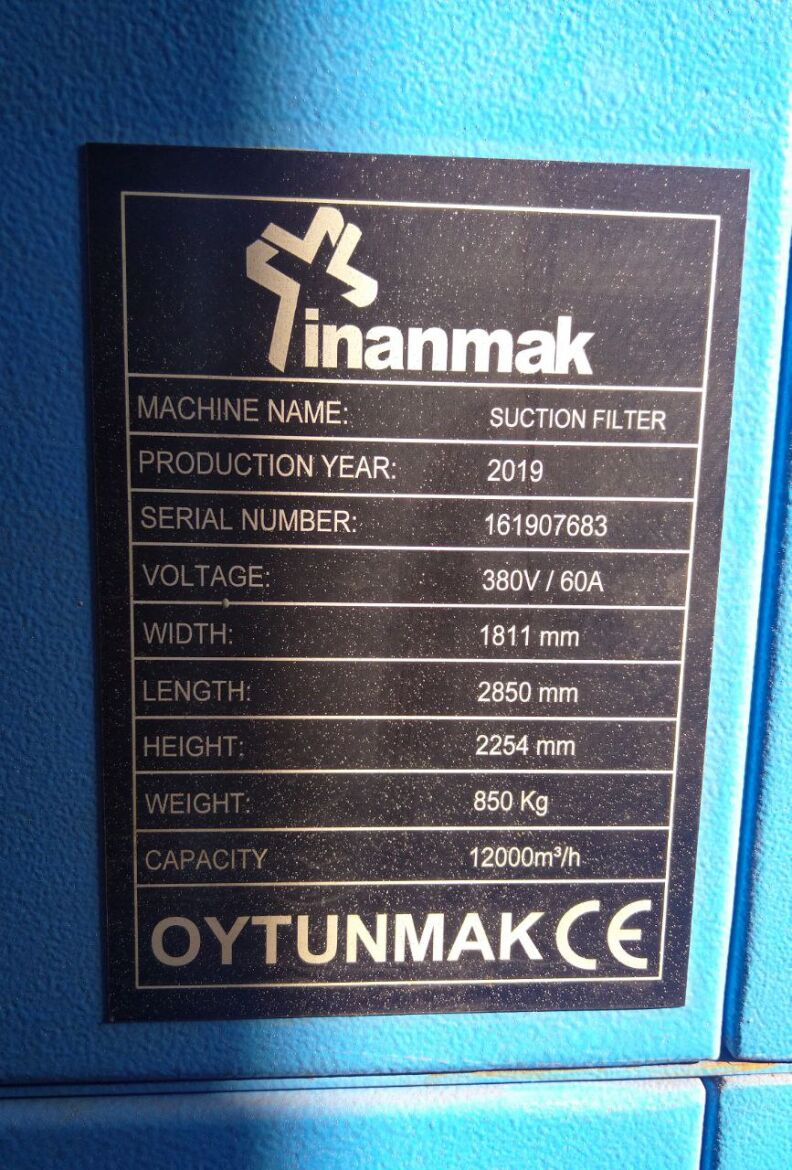 inanmak
MACHINE NAME: SUCTION FILTER
PRODUCTION YEAR: 2019
SERIAL NUMBER: 161907683
VOLTAGE: 380V / 60A
WIDTH: 1811 mm
LENGTH: 2850 mm
HEIGHT: 2254 mm
WEIGHT: 850 Kg
CAPACITY 12000m³/h
OYTUNMAK CE